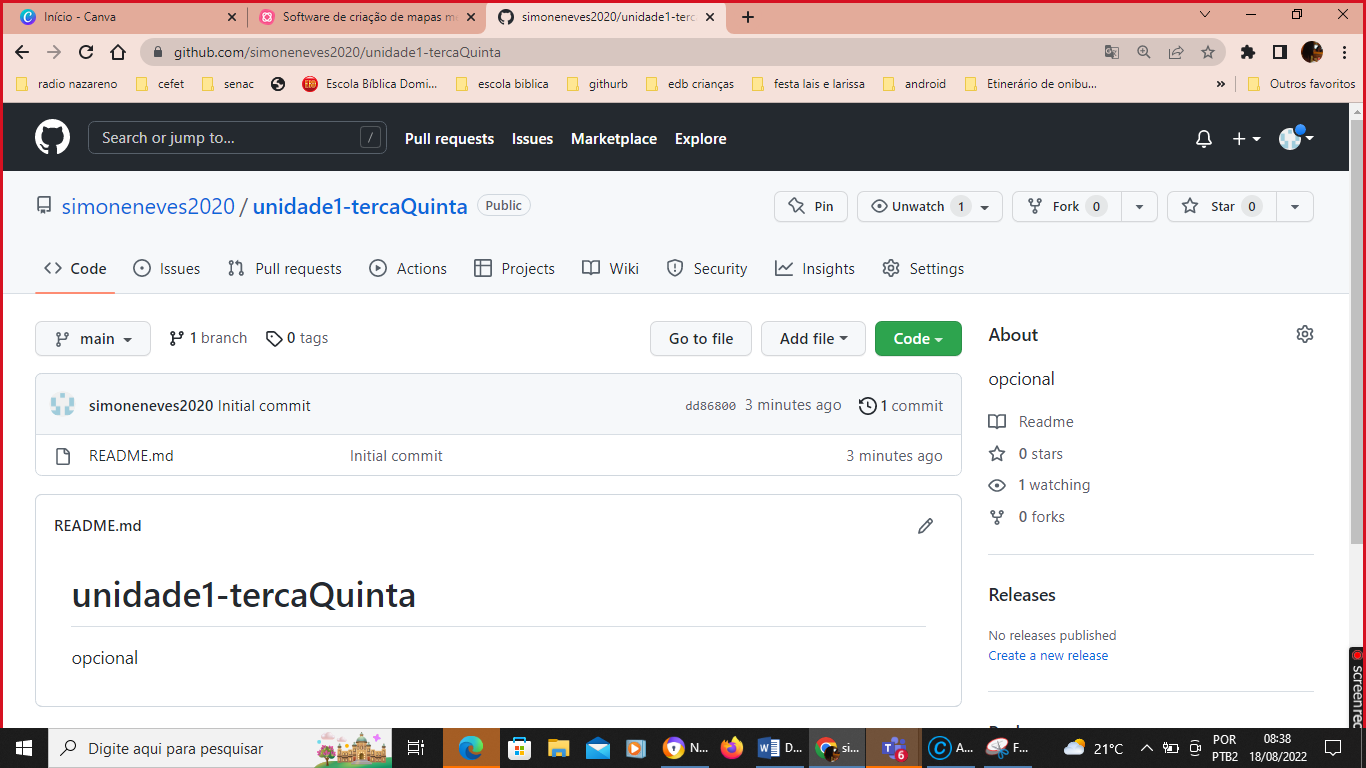 Início - Canva
Software de criação de mapas m
simoneneves2020/unidade1-terca
github.com/simoneneves2020/unidade1-tercaQuinta
radio nazareno
cefet
senac
EBD
Escola Bíblica Domi...
escola biblica
githurb
edb crianças
festa lais e larissa
android
Etinerário de onibu...
»
Outros favoritos
Search or jump to...
/
Pull requests
Issues
Marketplace
Explore
simoneneves2020 / unidade1-tercaQuinta
Public
Pin
Unwatch 1
Fork 0
Star 0
Code
Issues
Pull requests
Actions
Projects
Wiki
Security
Insights
Settings
main
1 branch
0 tags
Go to file
Add file
Code
simoneneves2020 Initial commit
dd86800 3 minutes ago
1 commit
README.md
Initial commit
3 minutes ago
README.md
unidade1-tercaQuinta
opcional
About
opcional
Readme
0 stars
1 watching
0 forks
Releases
No releases published
Create a new release
screenrec
Digite aqui para pesquisar
N...
D...
si...
6
A...
F...
21°C
POR
PTB2
08:38
18/08/2022